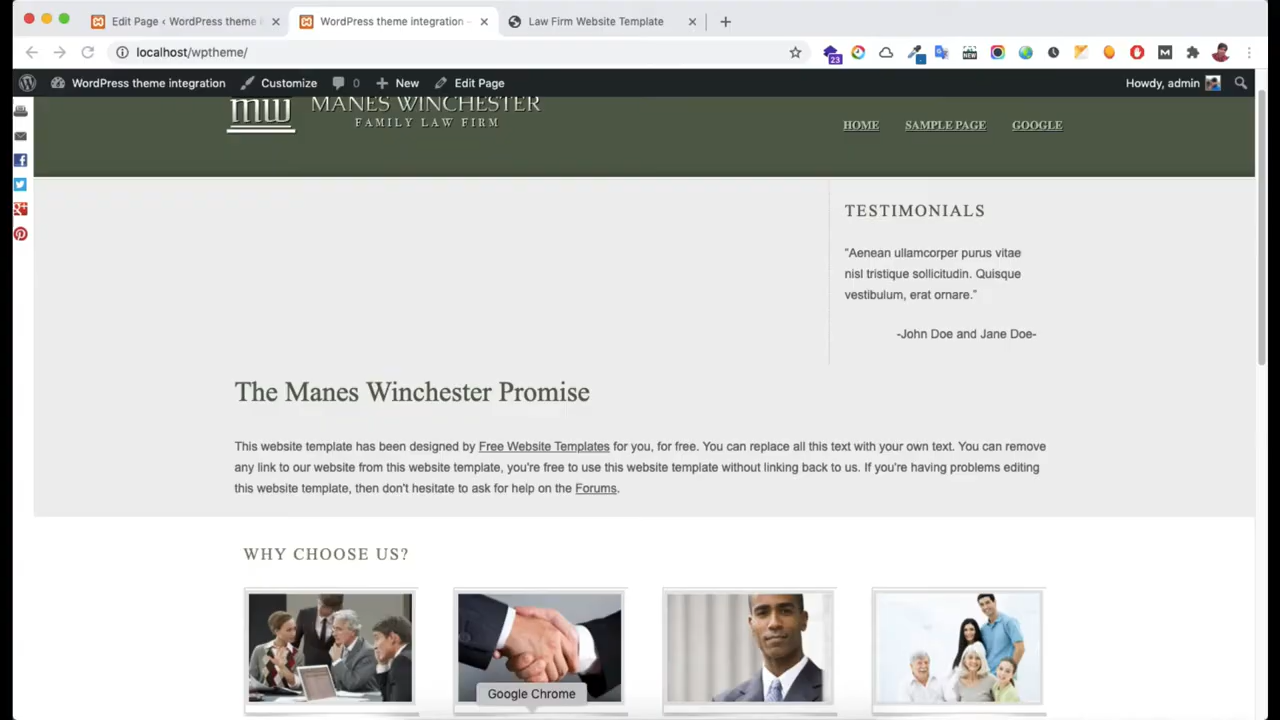 Edit Page ‹ WordPress theme i
WordPress theme integration –
Law Firm Website Template
localhost/wptheme/
23
NEW
M
WordPress theme integration
Customize
0
New
Edit Page
Howdy, admin
mw
MANES WINCHESTER
FAMILY LAW FIRM
HOME
SAMPLE PAGE
GOOGLE
TESTIMONIALS
“Aenean ullamcorper purus vitae
nisl tristique sollicitudin. Quisque
vestibulum, erat ornare.”
-John Doe and Jane Doe-
The Manes Winchester Promise
This website template has been designed by Free Website Templates for you, for free. You can replace all this text with your own text. You can remove
any link to our website from this website template, you're free to use this website template without linking back to us. If you're having problems editing
this website template, then don't hesitate to ask for help on the Forums.
WHY CHOOSE US?
Google Chrome